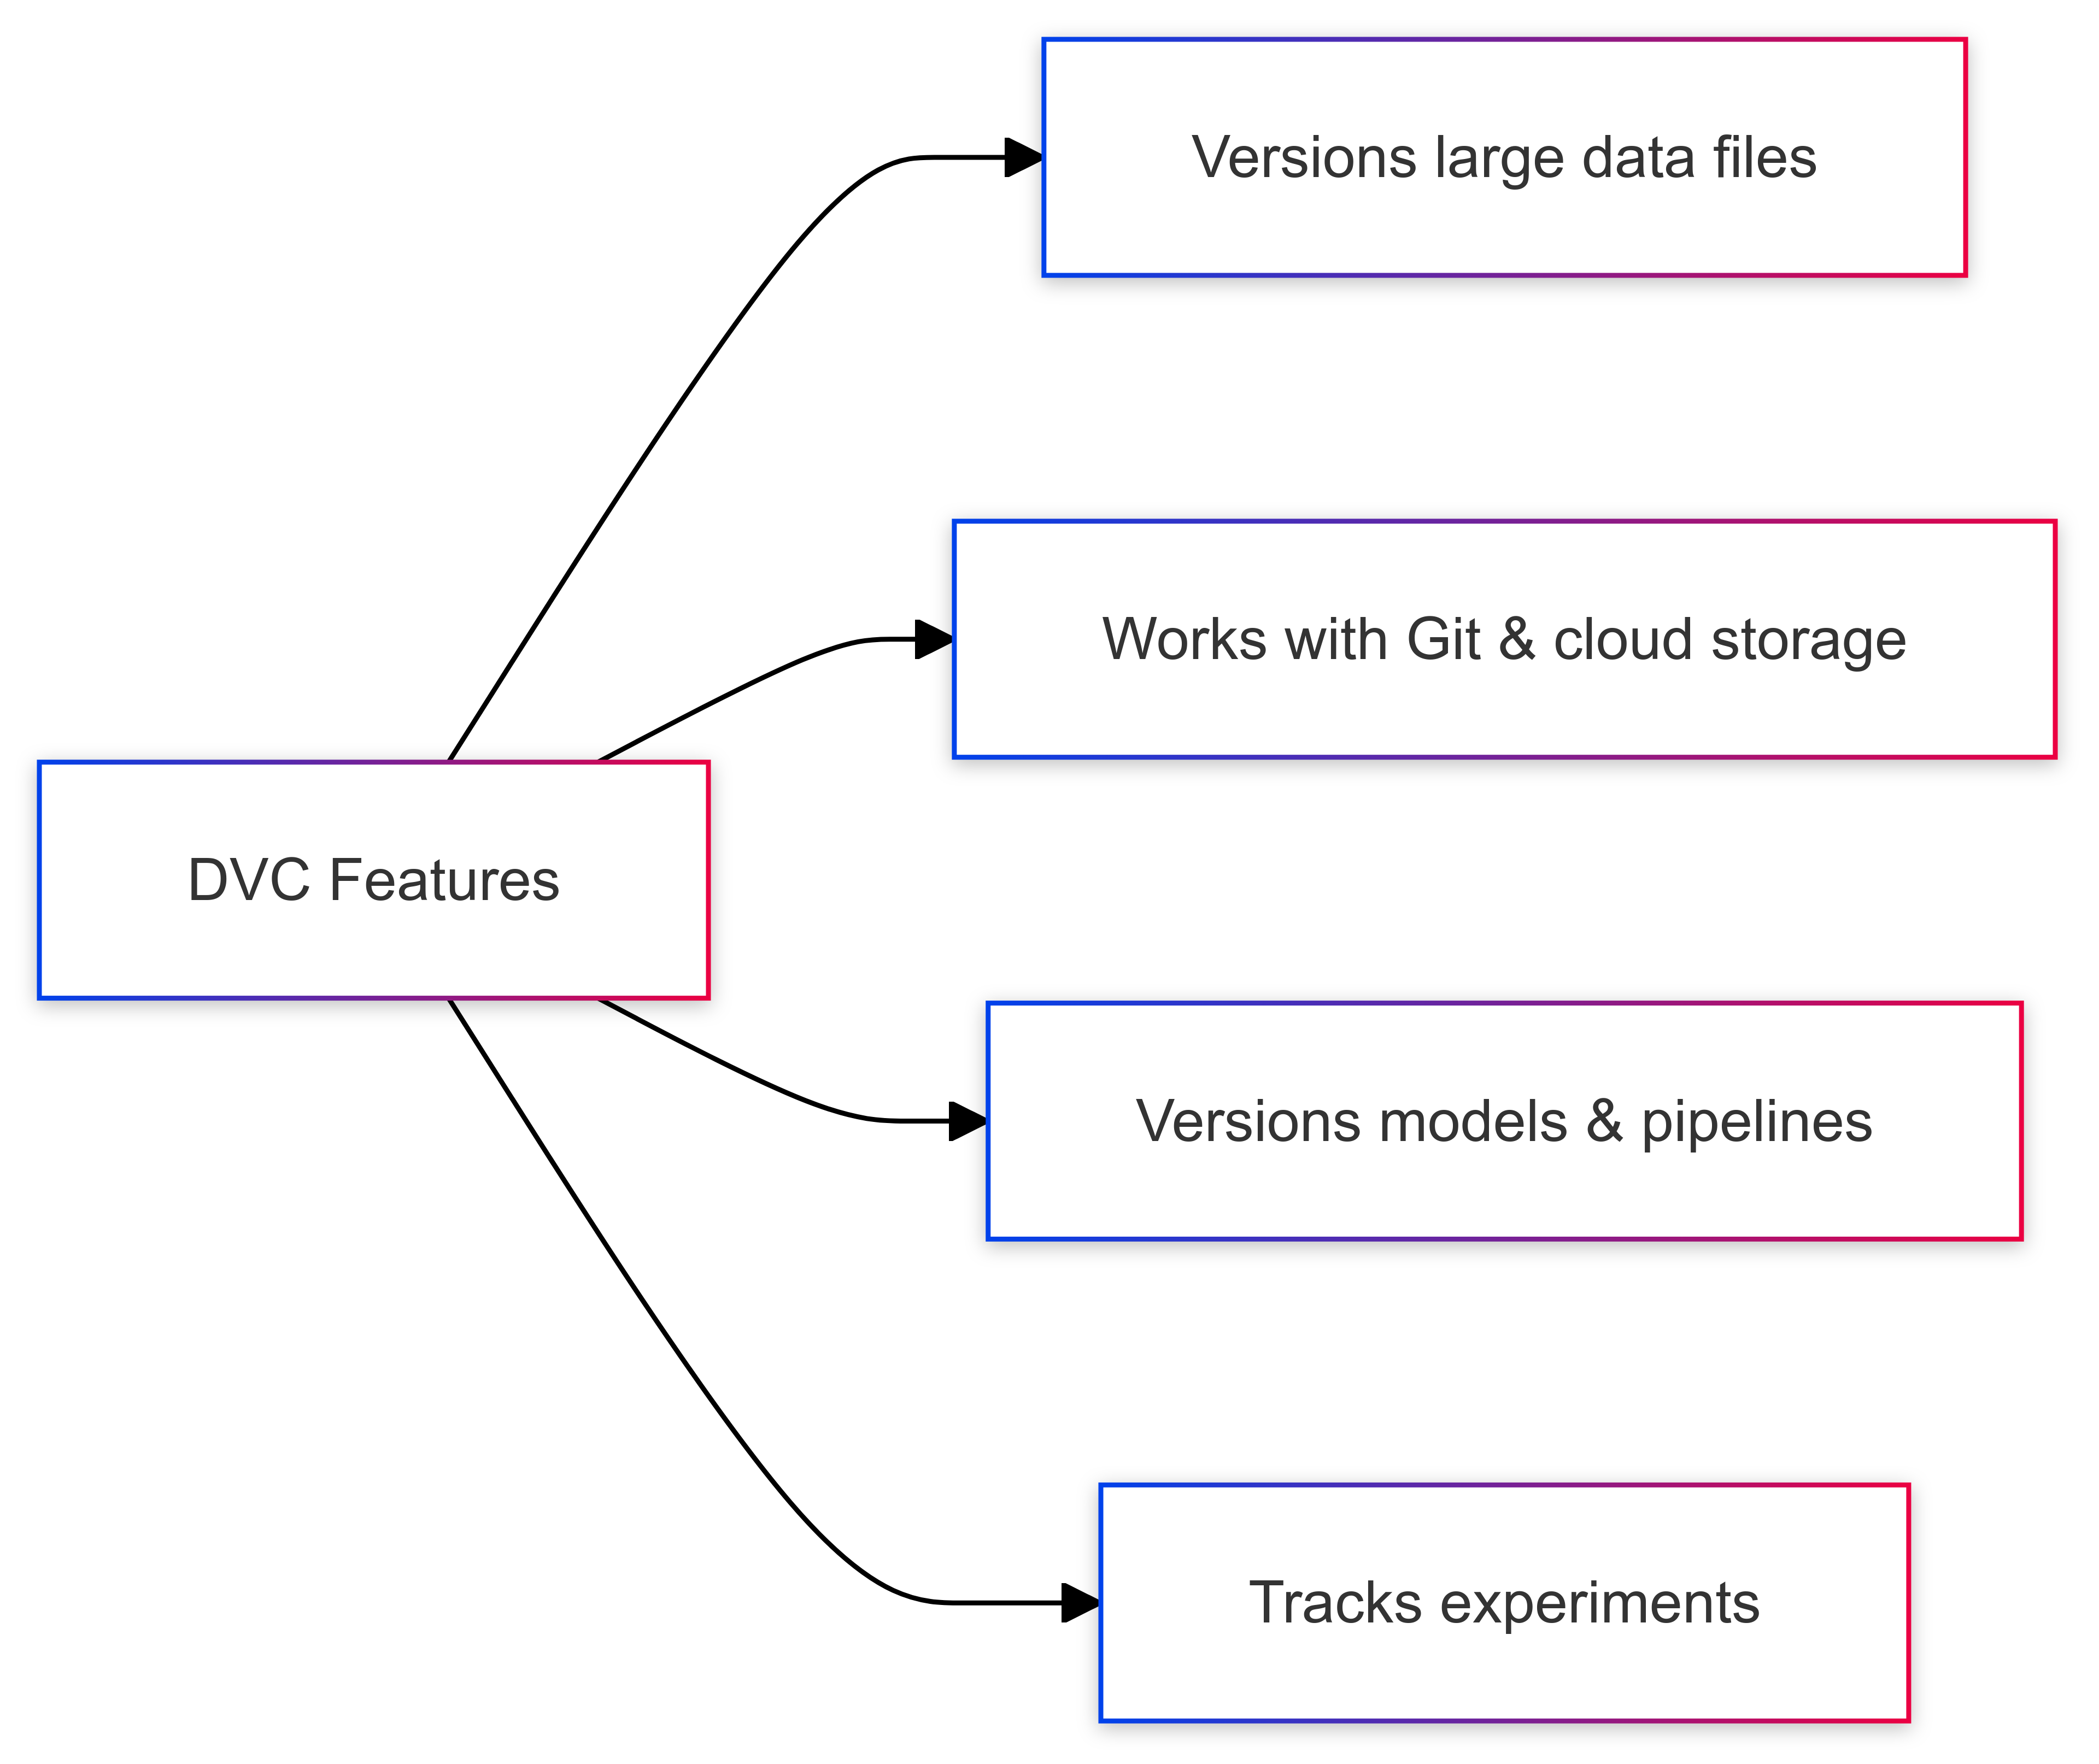 Versions large data files
Works with Git & cloud storage
DVC Features
Versions models & pipelines
Tracks experiments